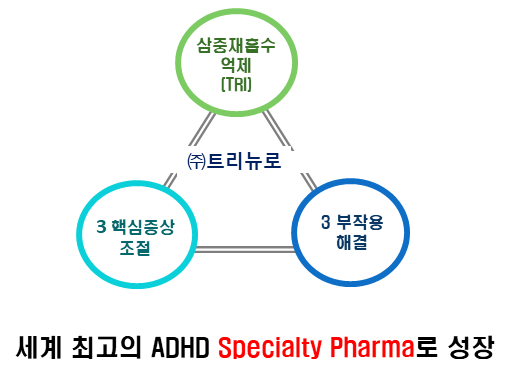 삼중재흡수
억제
(TRI)
㈜트리뉴로
3 핵심증상
조절
3 부작용
해결
세계 최고의 ADHD Specialty Pharma로 성장